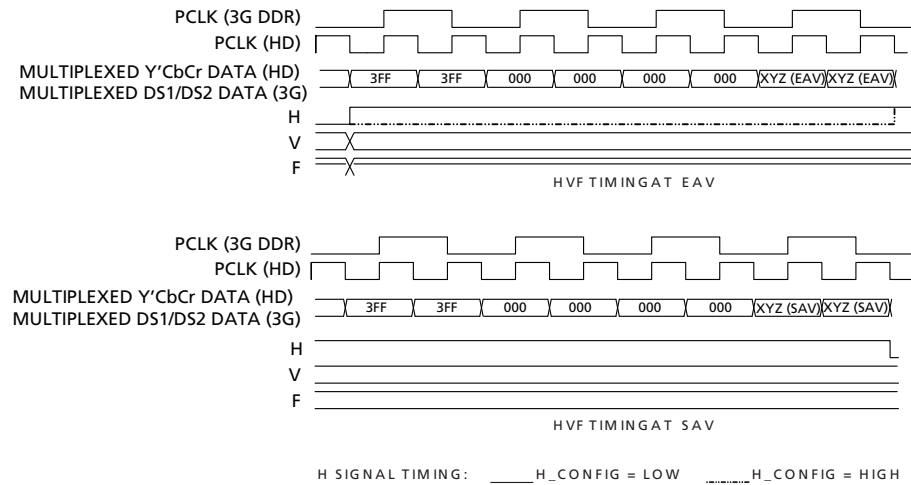 PCLK (3G DDR)
PCLK (HD)
MULTIPLEXED Y'CbCr DATA (HD)
MULTIPLEXED DS1/DS2 DATA (3G)
3FF 3FF 000 000 000 000 XYZ (EAV) XYZ (EAV)
H
V
F
HVF TIMING AT EAV
PCLK (3G DDR)
PCLK (HD)
MULTIPLEXED Y'CbCr DATA (HD)
MULTIPLEXED DS1/DS2 DATA (3G)
3FF 3FF 000 000 000 000 XYZ (SAV) XYZ (SAV)
H
V
F
HVF TIMING AT SAV
H SIGNAL TIMING: H_CONFIG = LOW H_CONFIG = HIGH